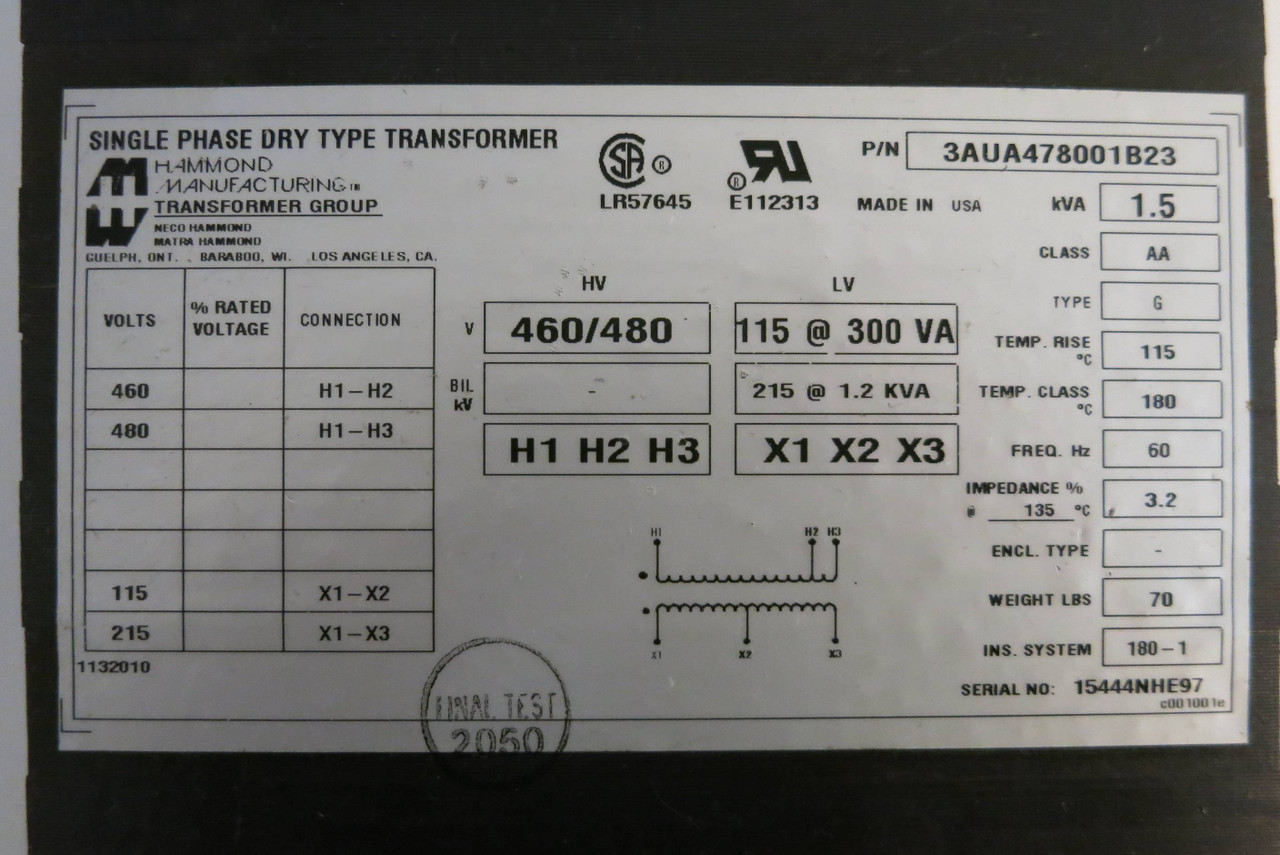 SINGLE PHASE DRY TYPE TRANSFORMER
HAMMOND
MANUFACTURING TM
TRANSFORMER GROUP
NECO HAMMOND
MATRA HAMMOND
GUELPH, ONT. . BARABOO, WI. LOS ANGELES, CA.
SA ®
LR57645
RU ®
E112313
P/N 3AUA478001B23
MADE IN USA
kVA 1.5
CLASS AA
TYPE G
TEMP. RISE °C 115
TEMP. CLASS °C 180
FREQ. Hz 60
IMPEDANCE % @ 135 °C 3.2
ENCL. TYPE -
WEIGHT LBS 70
INS. SYSTEM 180-1
SERIAL NO: 15444NHE97
c001001e
VOLTS % RATED VOLTAGE CONNECTION
460 H1-H2
480 H1-H3
115 X1-X2
215 X1-X3
1132010
HV LV
V 460/480 115 @ 300 VA
BIL kV - 215 @ 1.2 KVA
H1 H2 H3 X1 X2 X3
H1 H2 H3
X1 X2 X3
FINAL TEST
2050